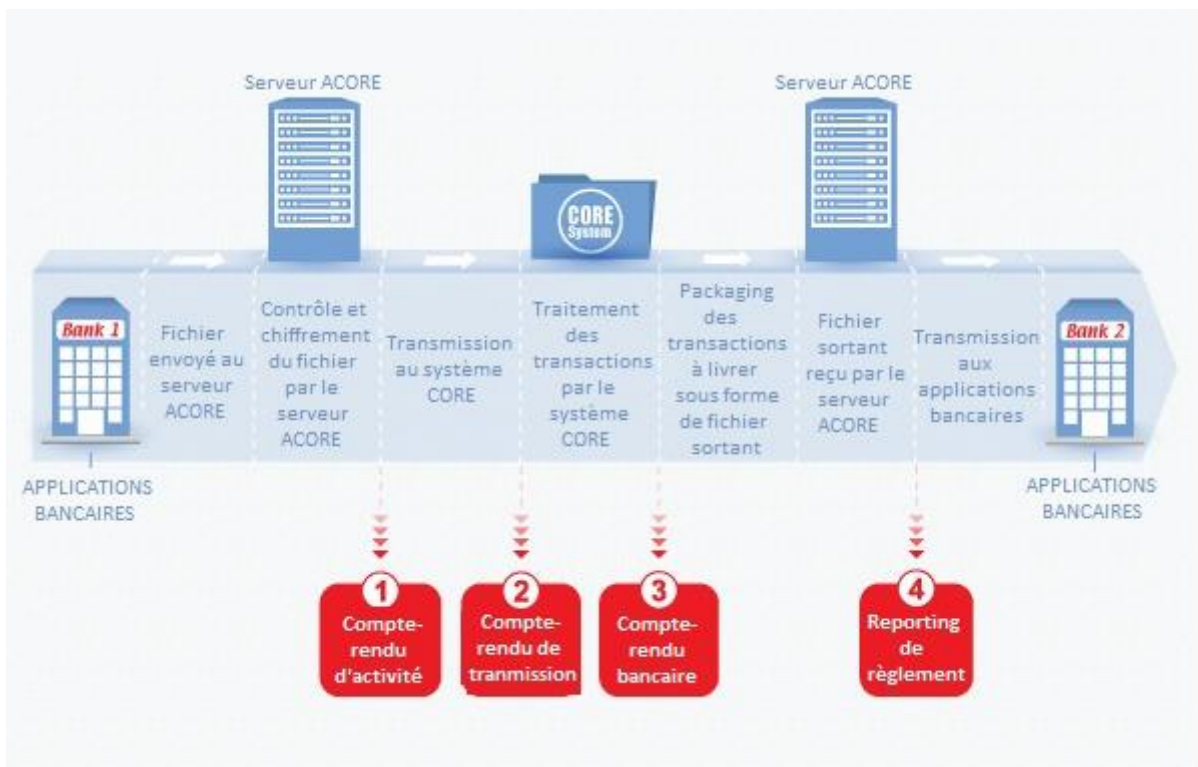 Serveur ACORE
Serveur ACORE
CORE
System
Bank 1
Fichier
envoyé au
serveur
ACORE
Contrôle et
chiffrement
du fichier
par le
serveur
ACORE
Transmission
au système
CORE
Traitement
des
transactions
par le
système
CORE
Packaging
des
transactions
à livrer
sous forme
de fichier
sortant
Fichier
sortant
reçu par le
serveur
ACORE
Transmission
aux
applications
bancaires
Bank 2
APPLICATIONS
BANCAIRES
APPLICATIONS
BANCAIRES
1
Compte-
rendu
d'activité
2
Compte-
rendu de
tranmission
3
Compte-
rendu
bancaire
4
Reporting
de
règlement